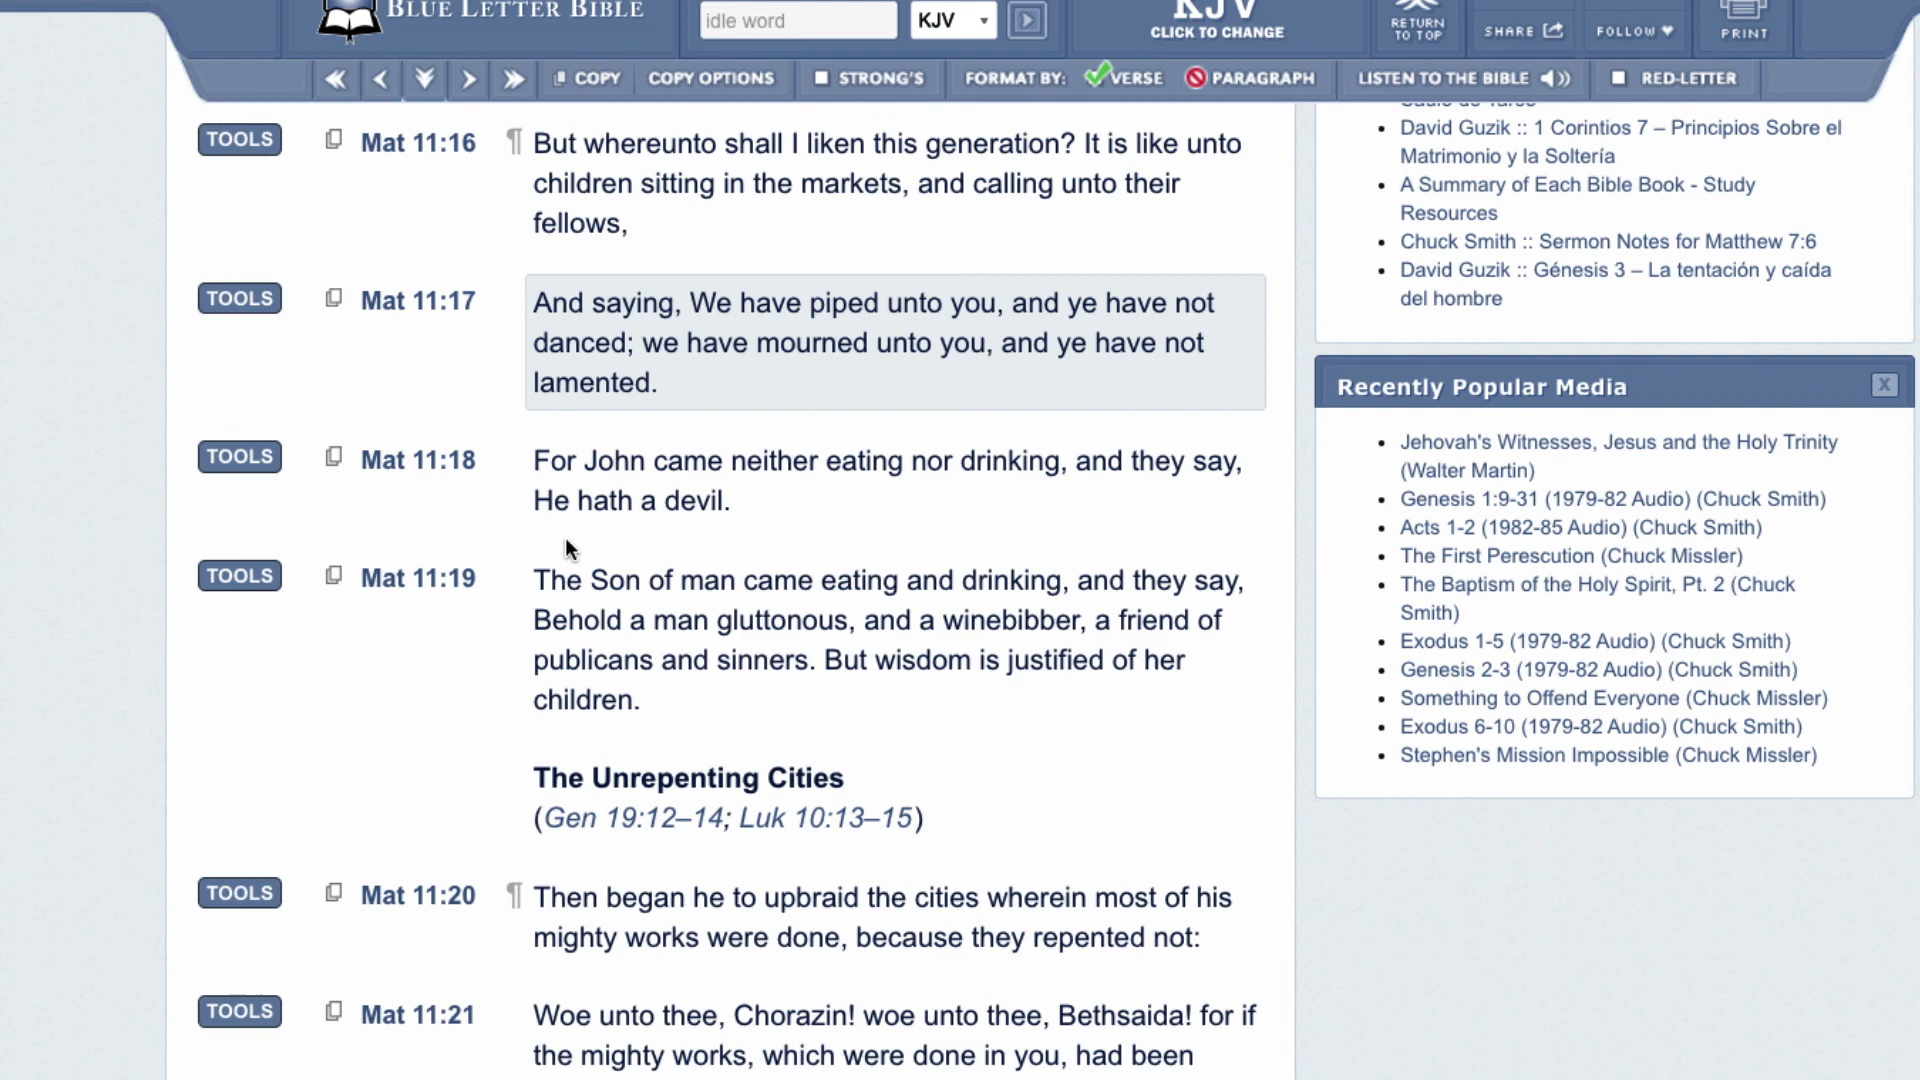 BLUE LETTER BIBLE
idle word
KJV
KJV
CLICK TO CHANGE
RETURN
TO TOP
SHARE
FOLLOW
PRINT
COPY
COPY OPTIONS
STRONG'S
FORMAT BY:
VERSE
PARAGRAPH
LISTEN TO THE BIBLE
RED-LETTER
TOOLS
Mat 11:16
¶ But whereunto shall I liken this generation? It is like unto
children sitting in the markets, and calling unto their
fellows,
TOOLS
Mat 11:17
And saying, We have piped unto you, and ye have not
danced; we have mourned unto you, and ye have not
lamented.
TOOLS
Mat 11:18
For John came neither eating nor drinking, and they say,
He hath a devil.
TOOLS
Mat 11:19
The Son of man came eating and drinking, and they say,
Behold a man gluttonous, and a winebibber, a friend of
publicans and sinners. But wisdom is justified of her
children.
The Unrepenting Cities
(Gen 19:12–14; Luk 10:13–15)
TOOLS
Mat 11:20
¶ Then began he to upbraid the cities wherein most of his
mighty works were done, because they repented not:
TOOLS
Mat 11:21
Woe unto thee, Chorazin! woe unto thee, Bethsaida! for if
the mighty works, which were done in you, had been
David Guzik :: 1 Corintios 7 – Principios Sobre el
Matrimonio y la Soltería
A Summary of Each Bible Book - Study
Resources
Chuck Smith :: Sermon Notes for Matthew 7:6
David Guzik :: Génesis 3 – La tentación y caída
del hombre
Recently Popular Media
X
Jehovah's Witnesses, Jesus and the Holy Trinity
(Walter Martin)
Genesis 1:9-31 (1979-82 Audio) (Chuck Smith)
Acts 1-2 (1982-85 Audio) (Chuck Smith)
The First Perescution (Chuck Missler)
The Baptism of the Holy Spirit, Pt. 2 (Chuck
Smith)
Exodus 1-5 (1979-82 Audio) (Chuck Smith)
Genesis 2-3 (1979-82 Audio) (Chuck Smith)
Something to Offend Everyone (Chuck Missler)
Exodus 6-10 (1979-82 Audio) (Chuck Smith)
Stephen's Mission Impossible (Chuck Missler)